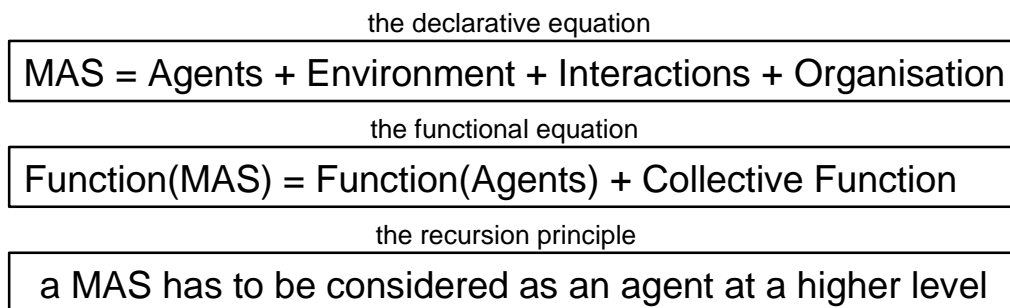 the declarative equation
MAS = Agents + Environment + Interactions + Organisation
the functional equation
Function(MAS) = Function(Agents) + Collective Function
the recursion principle
a MAS has to be considered as an agent at a higher level